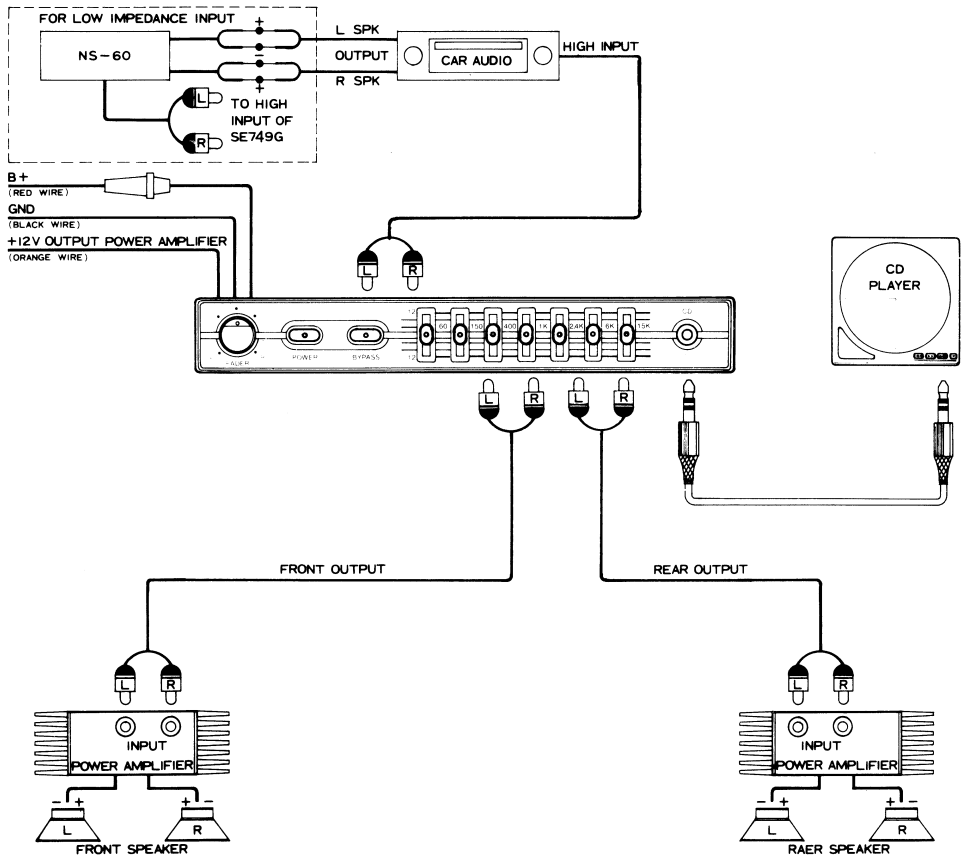 FOR LOW IMPEDANCE INPUT
NS-60
+
-
+
L SPK
OUTPUT
R SPK
CAR AUDIO
HIGH INPUT
L
R
TO HIGH
INPUT OF
SE749G
B+
(RED WIRE)
GND
(BLACK WIRE)
+12V OUTPUT POWER AMPLIFIER
(ORANGE WIRE)
L R
CD
PLAYER
12
60 150 400 1K 2.4K 6K 15K
CD
FADER
POWER
BYPASS
12
L R L R
FRONT OUTPUT
REAR OUTPUT
L R
INPUT
POWER AMPLIFIER
- + + -
L R
FRONT SPEAKER
L R
INPUT
POWER AMPLIFIER
- + + -
L R
RAER SPEAKER